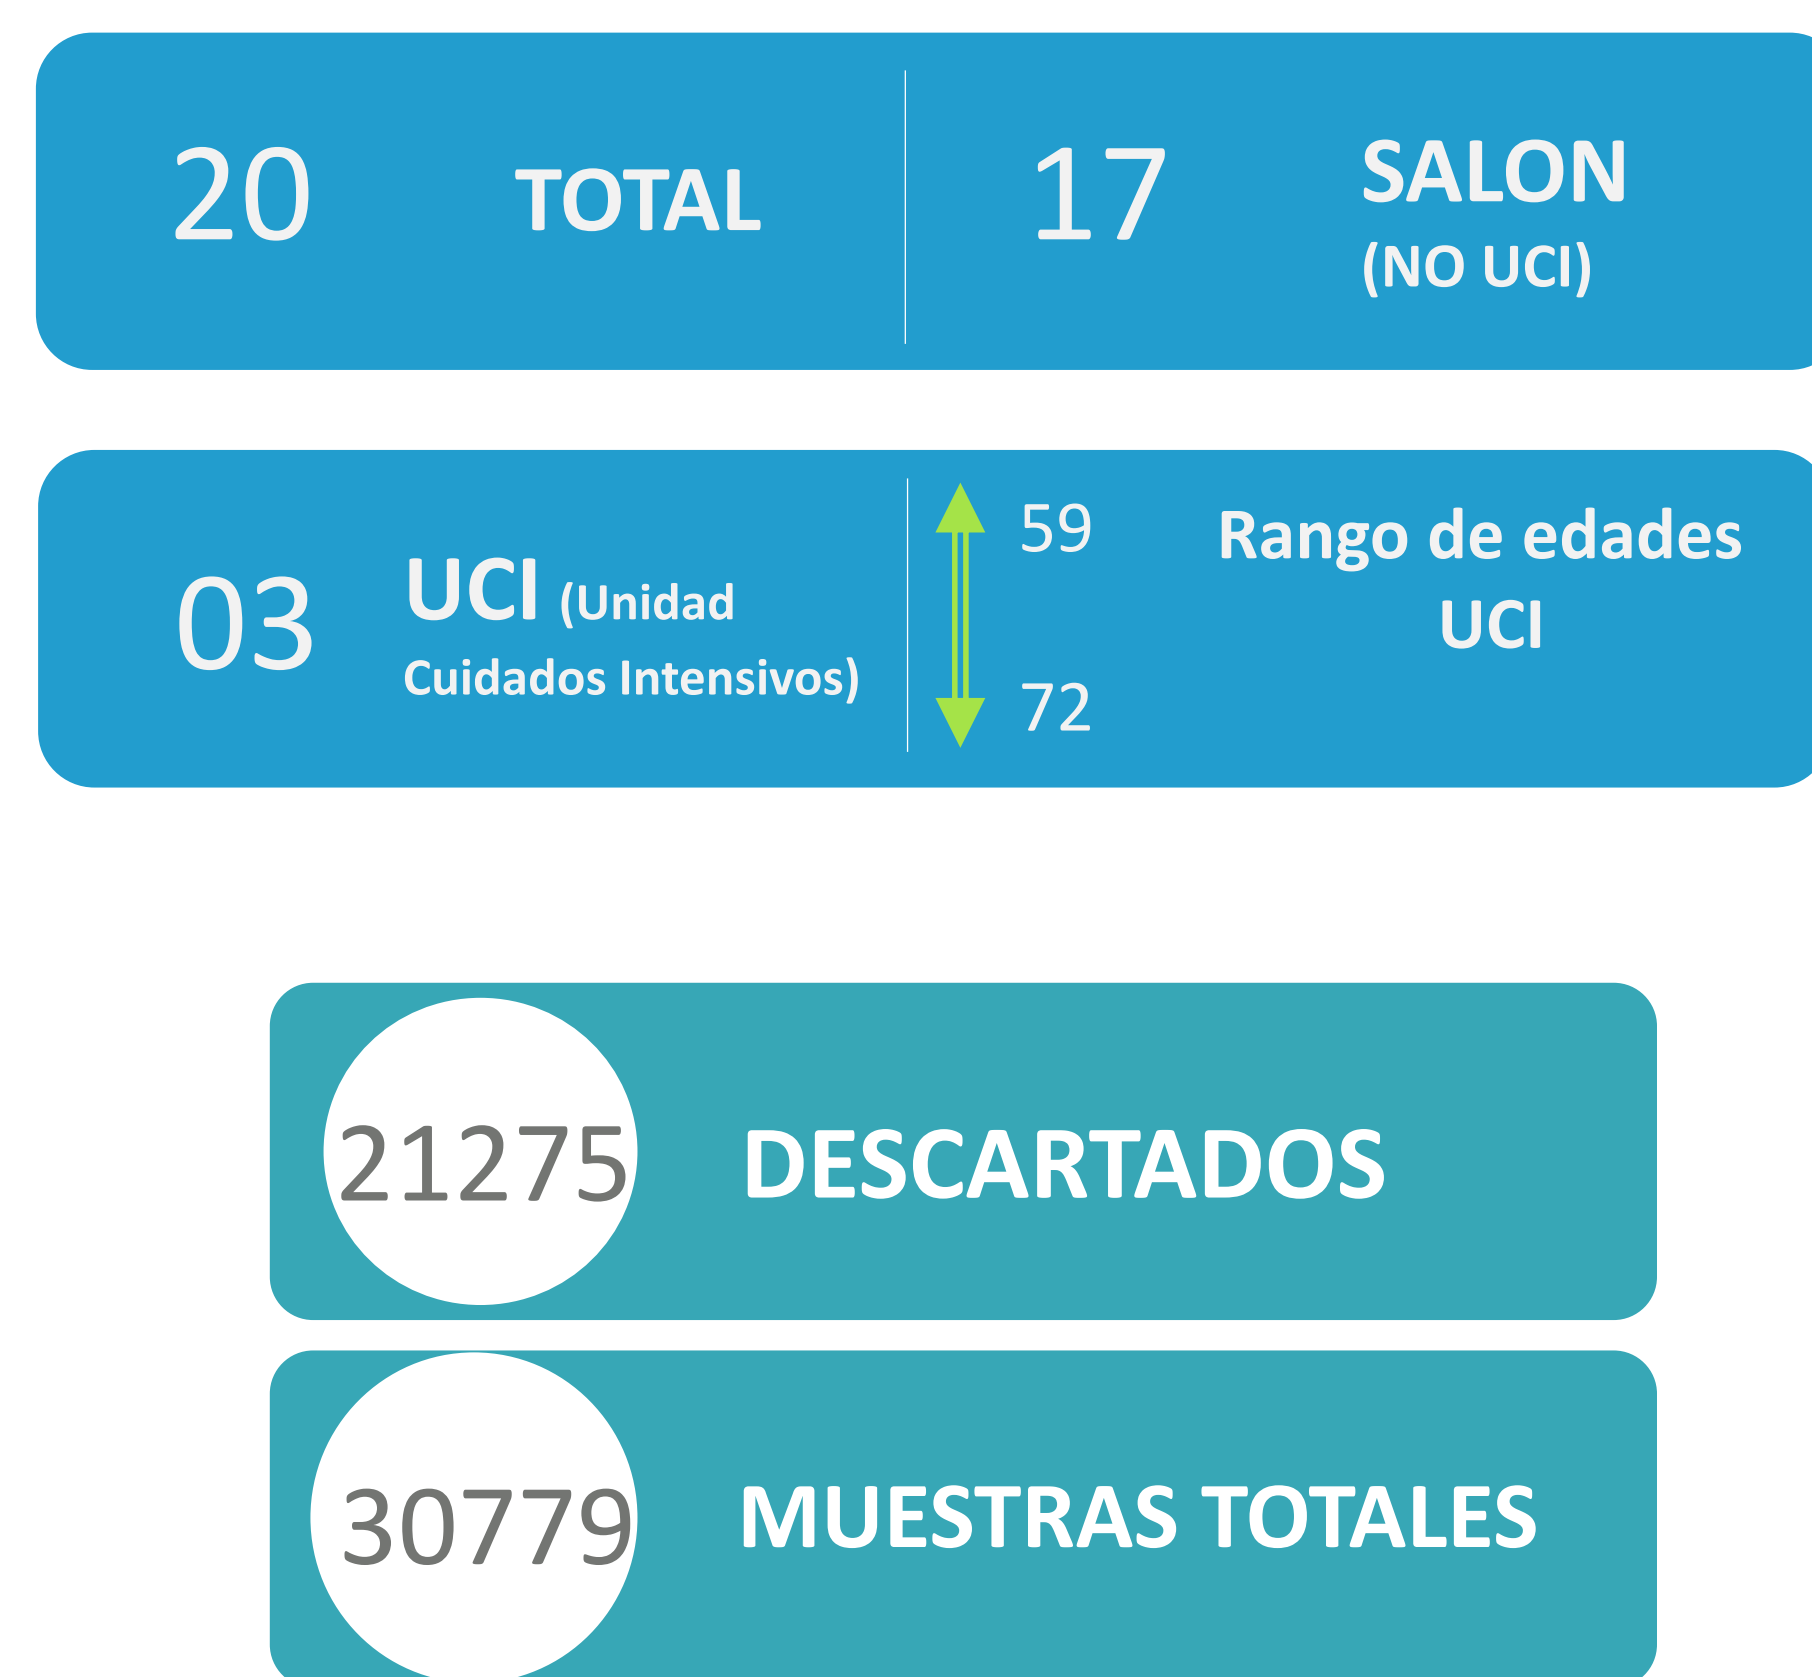 20 TOTAL 17 SALON
(NO UCI)
03 UCI (Unidad
Cuidados Intensivos)
59
72
Rango de edades
UCI
21275 DESCARTADOS
30779 MUESTRAS TOTALES